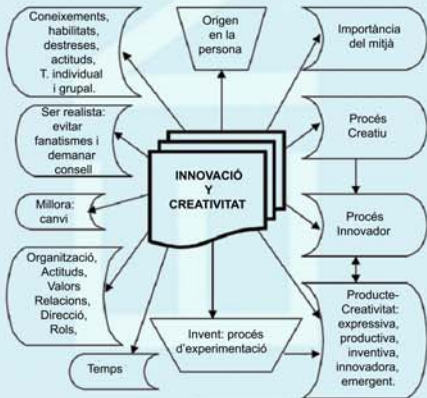 Coneixements,
habilitats,
destreses,
actituds,
T. individual
i grupal.
Origen
en la
persona
Importància
del mitjà
Ser realista:
evitar
fanatismes i
demanar
consell
INNOVACIÓ
Y
CREATIVITAT
Procés
Creatiu
Millora:
canvi
Procés
Innovador
Organització,
Actituds,
Valors
Relacions,
Direcció,
Rols,
Invent: procés
d'experimentació
Producte-
Creativitat:
expressiva,
productiva,
inventiva,
innovadora,
emergent.
Temps